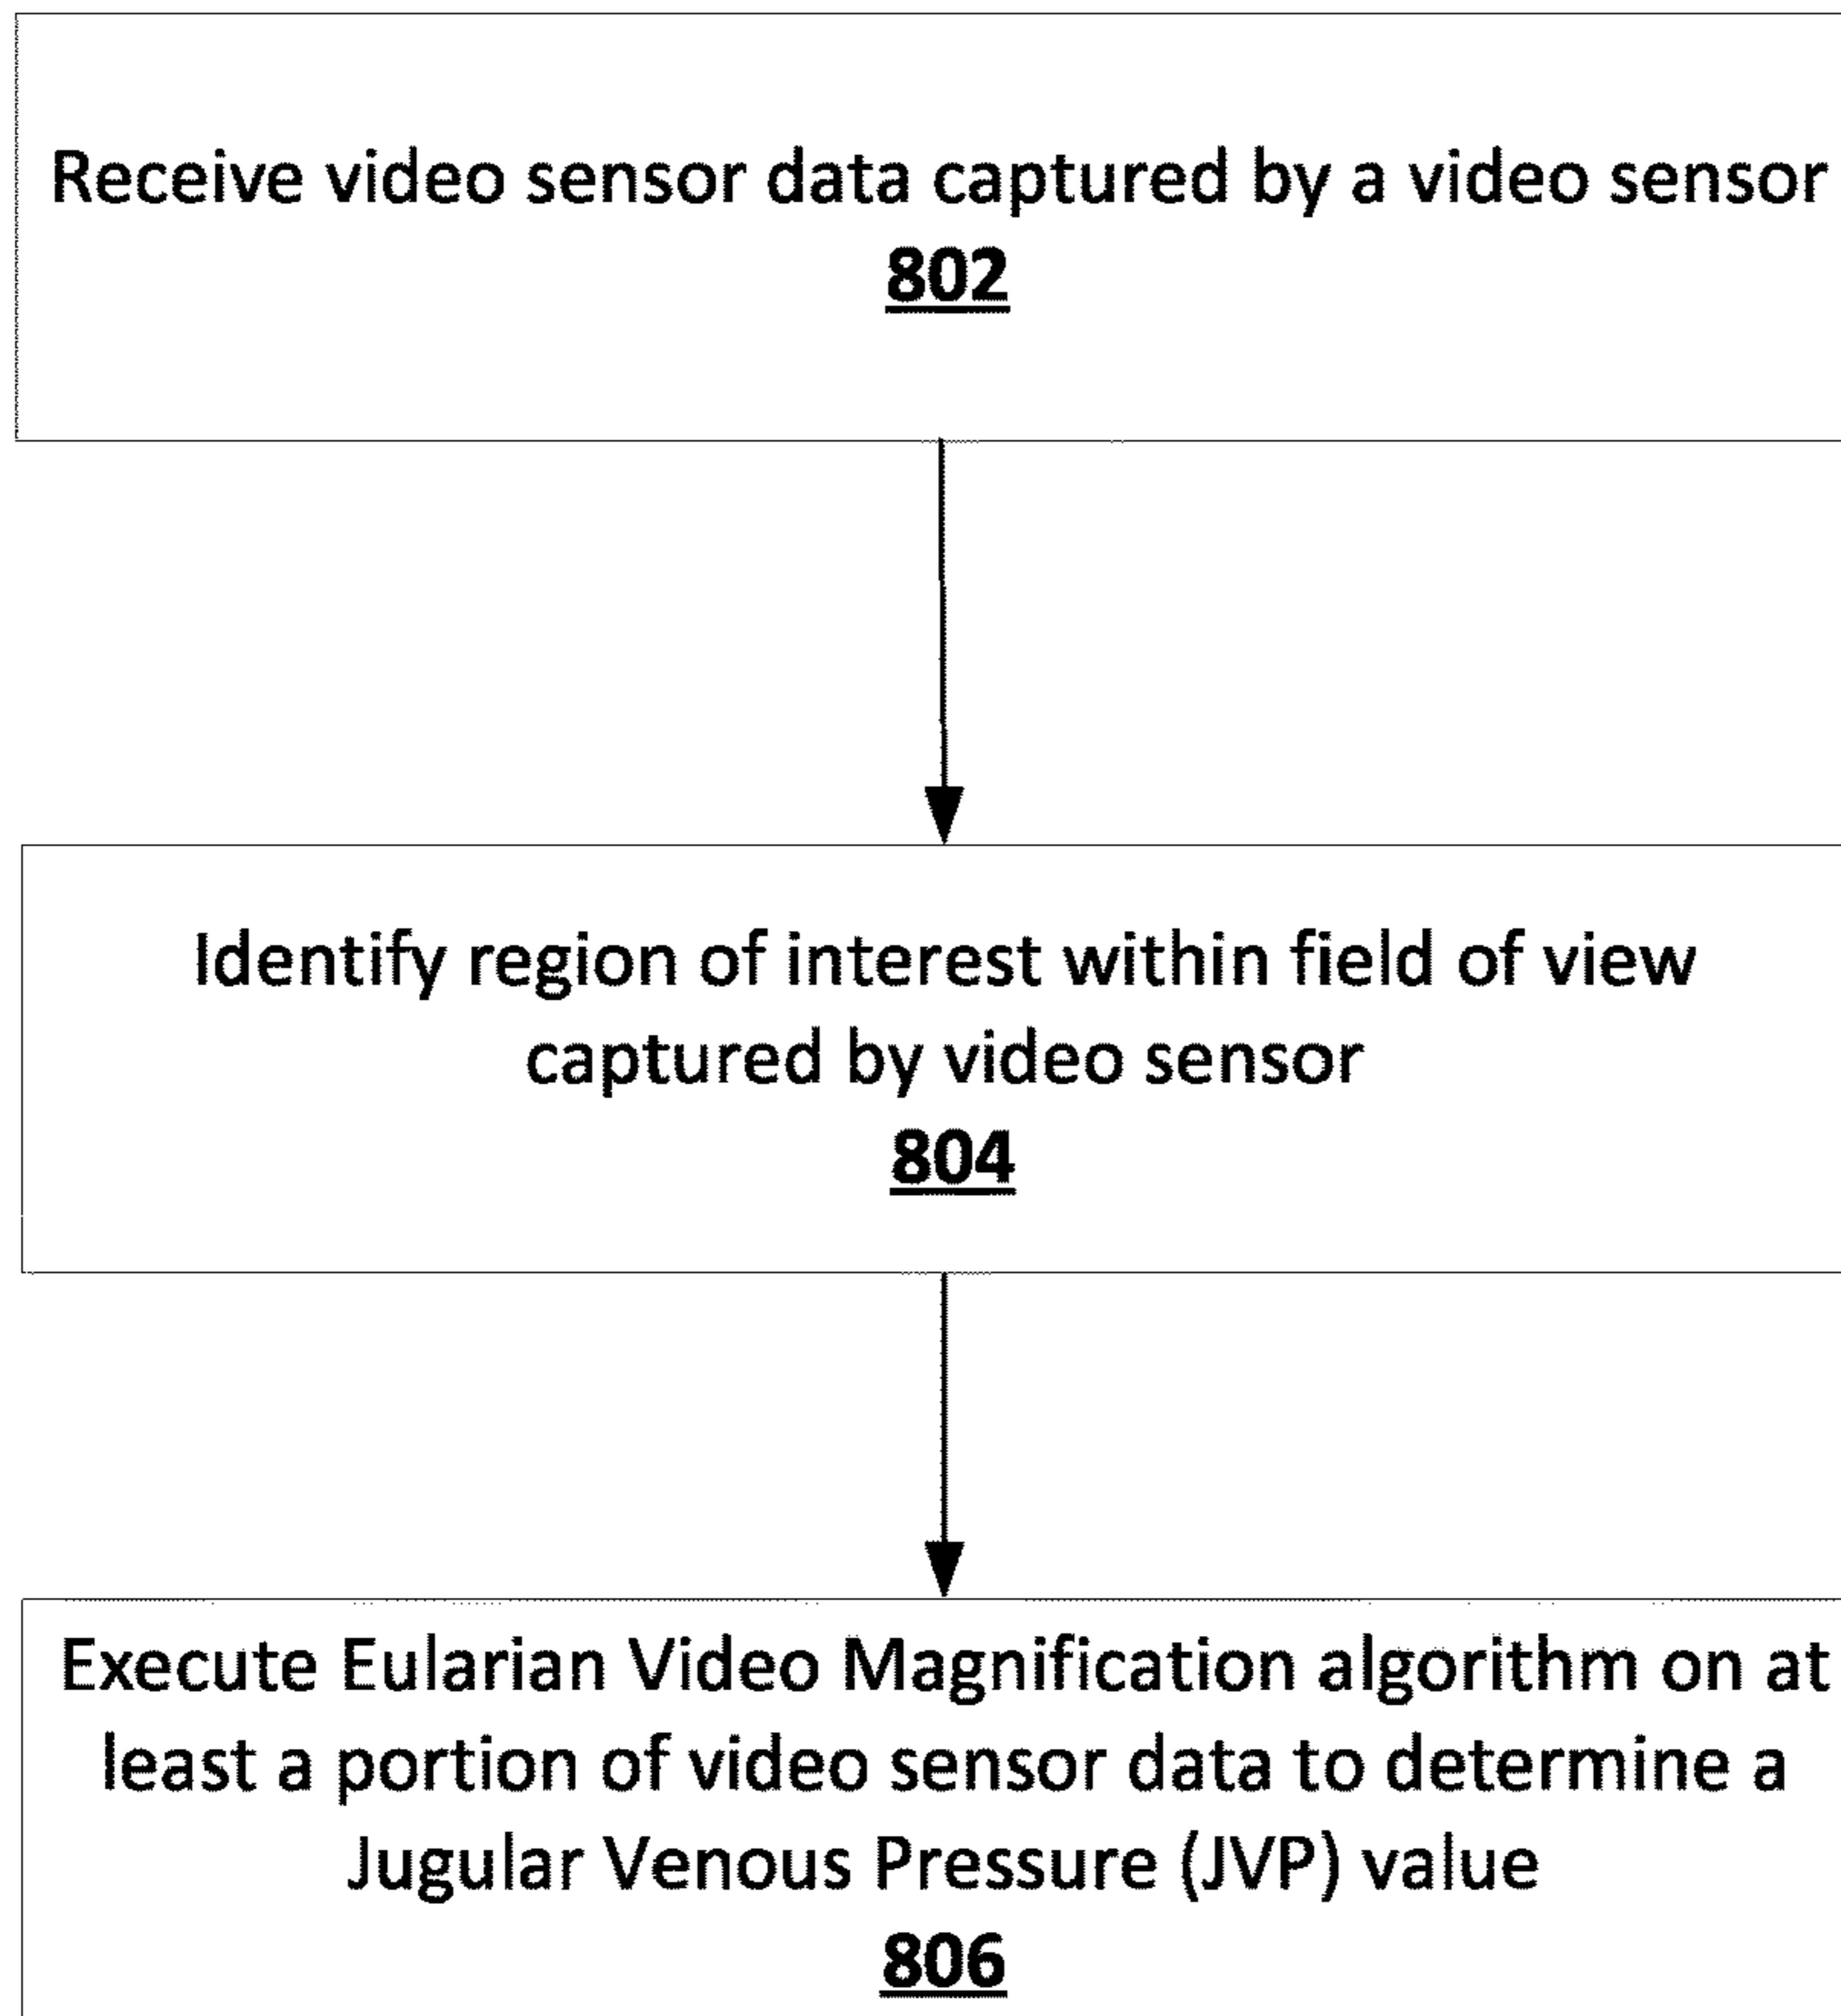 Receive video sensor data captured by a video sensor
802
Identify region of interest within field of view
captured by video sensor
804
Execute Eularian Video Magnification algorithm on at
least a portion of video sensor data to determine a
Jugular Venous Pressure (JVP) value
806